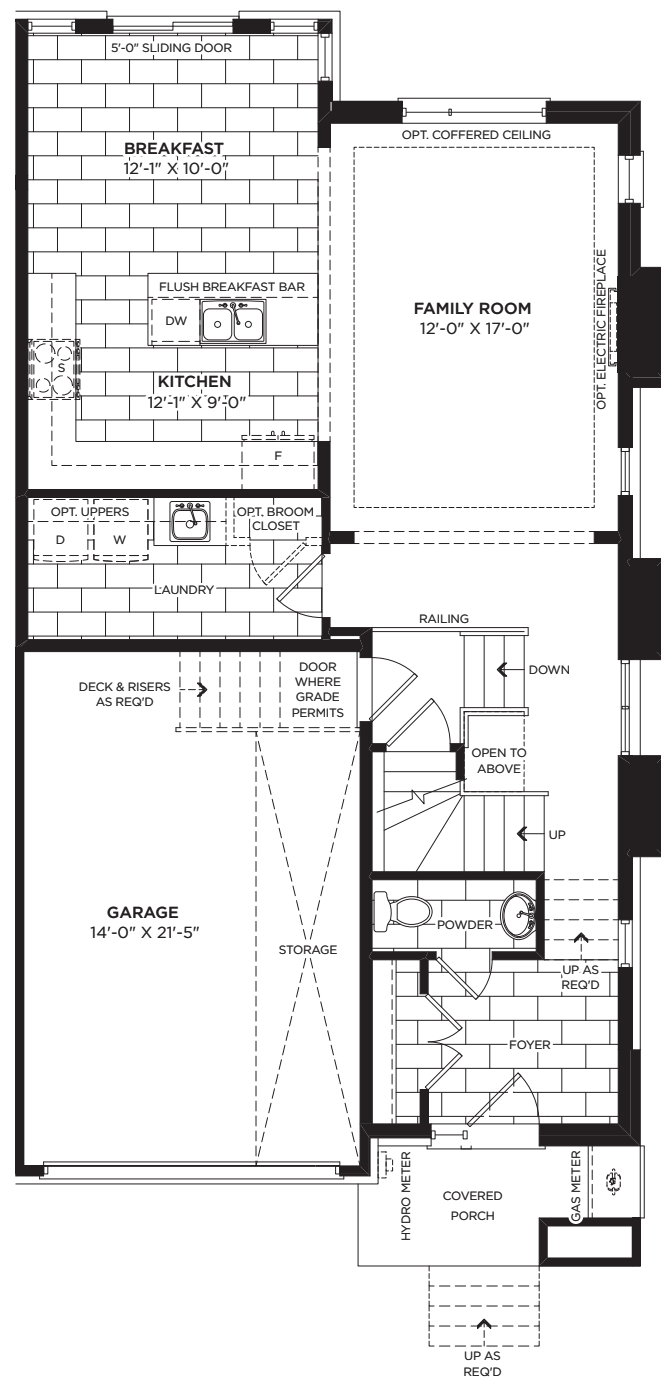 5'-0" SLIDING DOOR
BREAKFAST
12'-1" X 10'-0"
OPT. COFFERED CEILING
FLUSH BREAKFAST BAR
DW
S
KITCHEN
12'-1" X 9'-0"
F
FAMILY ROOM
12'-0" X 17'-0"
OPT. ELECTRIC FIREPLACE
OPT. UPPERS
D
W
OPT. BROOM
CLOSET
LAUNDRY
RAILING
DOWN
DECK & RISERS
AS REQ'D
DOOR
WHERE
GRADE
PERMITS
OPEN TO
ABOVE
UP
GARAGE
14'-0" X 21'-5"
STORAGE
POWDER
UP AS
REQ'D
FOYER
HYDRO METER
COVERED
PORCH
GAS METER
UP AS
REQ'D